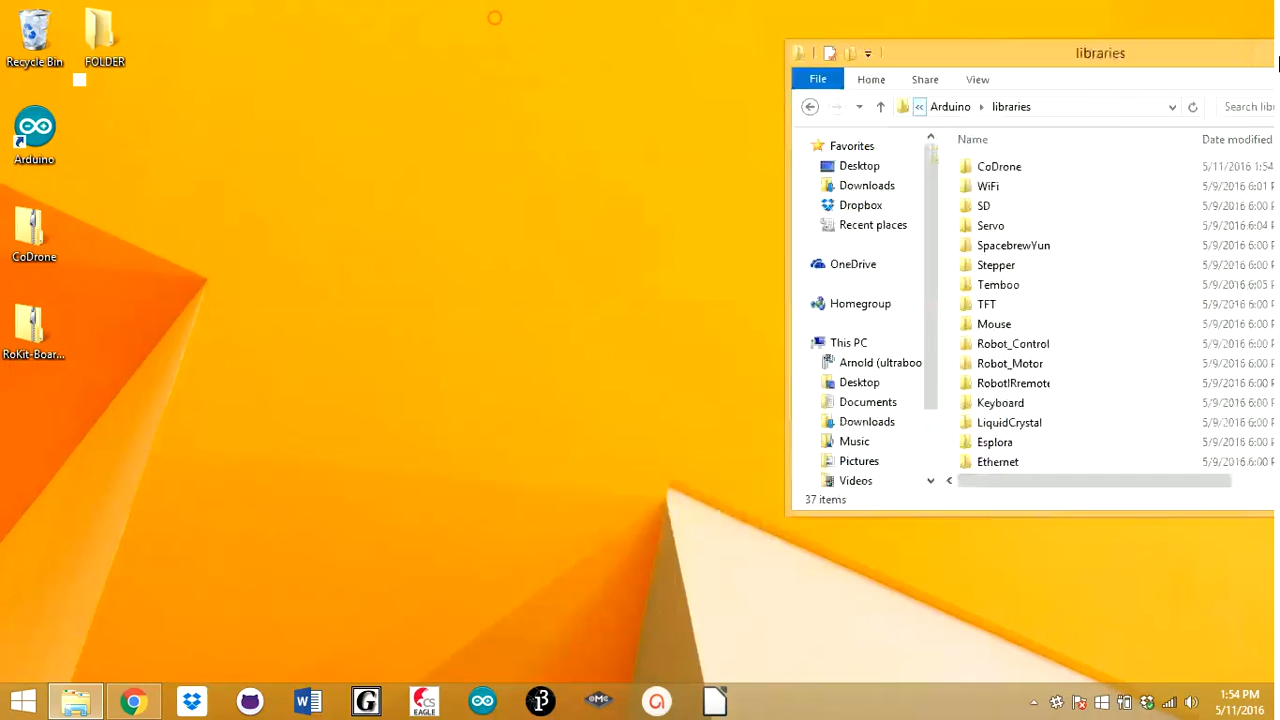 Recycle Bin
FOLDER
Arduino
CoDrone
RoKit-Boar...
libraries
File Home Share View
« Arduino libraries
Search lib
Name Date modified
Favorites
Desktop
Downloads
Dropbox
Recent places
OneDrive
Homegroup
This PC
Arnold (ultraboo
Desktop
Documents
Downloads
Music
Pictures
Videos
CoDrone 5/11/2016 1:54
WiFi 5/9/2016 6:01 P
SD 5/9/2016 6:00 P
Servo 5/9/2016 6:04 P
SpacebrewYun 5/9/2016 6:00 P
Stepper 5/9/2016 6:00 P
Temboo 5/9/2016 6:05 P
TFT 5/9/2016 6:00 P
Mouse 5/9/2016 6:00 P
Robot_Control 5/9/2016 6:00 P
Robot_Motor 5/9/2016 6:00 P
RobotIRremote 5/9/2016 6:00 P
Keyboard 5/9/2016 6:00 P
LiquidCrystal 5/9/2016 6:00 P
Esplora 5/9/2016 6:00 P
Ethernet 5/9/2016 6:00 P
37 items
G
CS
EAGLE
W
a
1:54 PM
5/11/2016